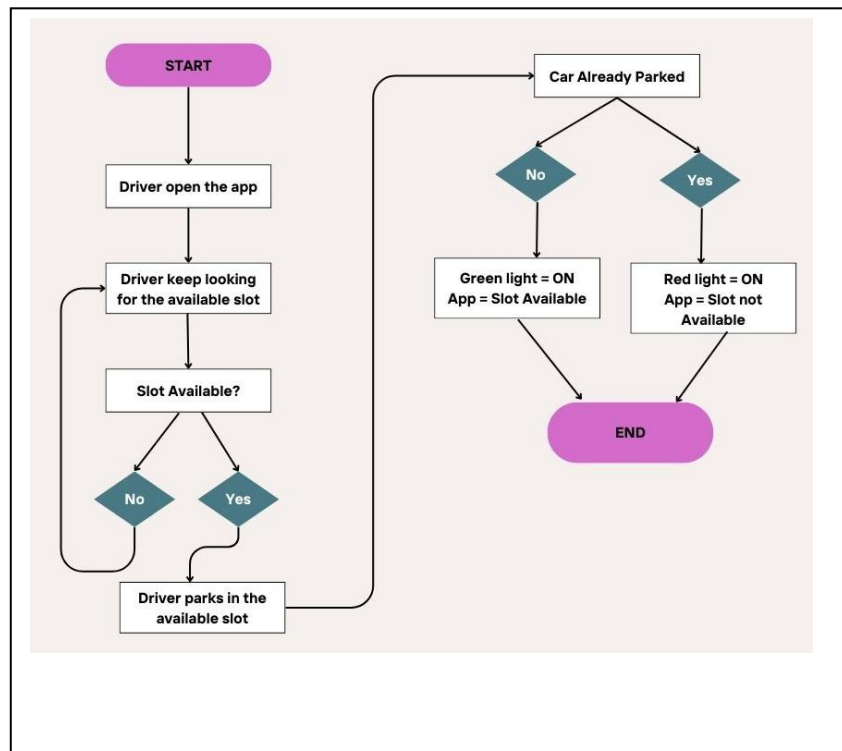 START
Driver open the app
Driver keep looking
for the available slot
Slot Available?
No
Yes
Driver parks in the
available slot
Car Already Parked
No
Yes
Green light = ON
App = Slot Available
Red light = ON
App = Slot not
Available
END